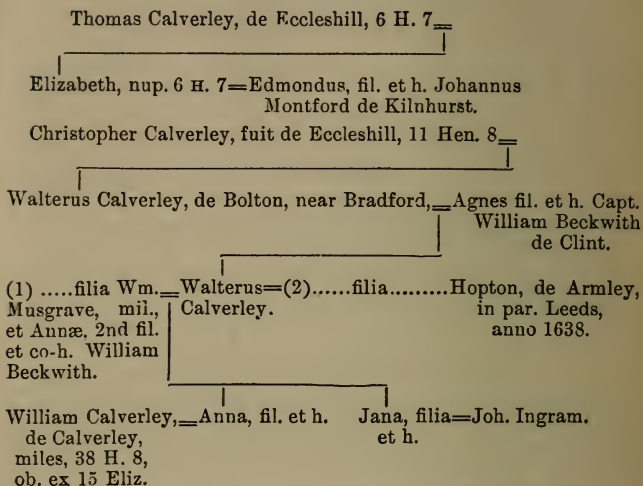 Thomas Calverley, de Eccleshill, 6 H. 7
Elizabeth, nup. 6 H. 7=Edmondus, fil. et h. Johannus
Montford de Kilnhurst.
Christopher Calverley, fuit de Eccleshill, 11 Hen. 8
Walterus Calverley, de Bolton, near Bradford,=Agnes fil. et h. Capt.
William Beckwith
de Clint.
(1) .....filia Wm.
Musgrave, mil.,
et Annæ, 2nd fil.
et co-h. William
Beckwith.
=Walterus=(2)......filia.........Hopton, de Armley,
Calverley.
in par. Leeds,
anno 1638.
William Calverley,
de Calverley,
miles, 38 H. 8,
ob. ex 15 Eliz.
=Anna, fil. et h.
Jana, filia=Joh. Ingram.
et h.